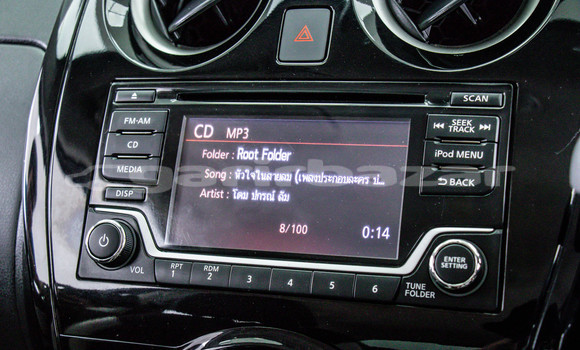 SCAN
FM·AM
CD
MEDIA
DISP
CD MP3
Folder : Root Folder
Song : หัวใจในสายลม (เพลงประกอบละคร ป...
Artist : โดม ปกรณ์ ลัม
8/100 0:14
SEEK
TRACK
iPod MENU
BACK
VOL
RPT
1
RDM
2
3
4
5
6
TUNE
FOLDER
ENTER
SETTING